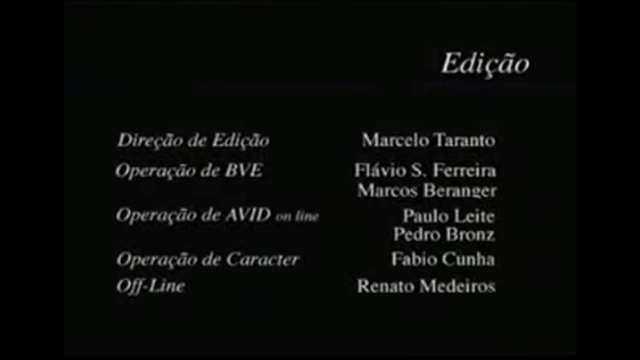 Edição
Direção de Edição Marcelo Taranto
Operação de BVE Flávio S. Ferreira
Marcos Beranger
Operação de AVID on line Paulo Leite
Pedro Bronz
Operação de Caracter Fabio Cunha
Off-Line Renato Medeiros